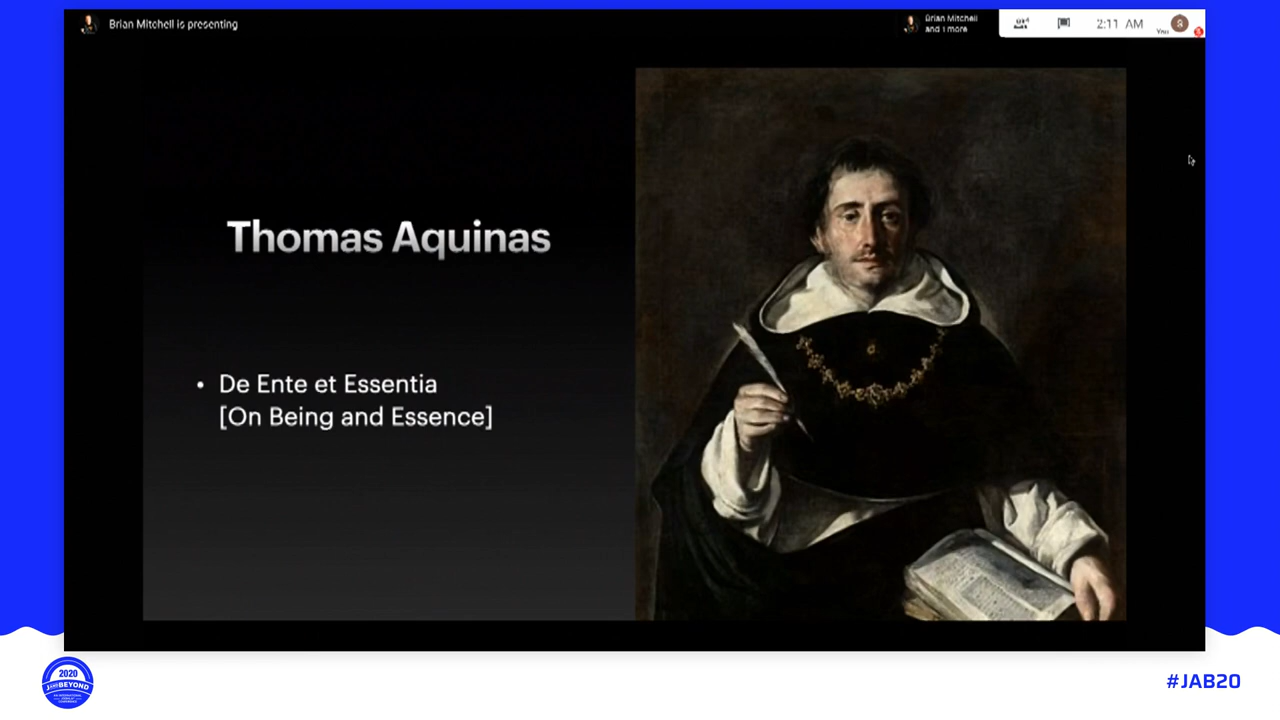 Brian Mitchell is presenting
Brian Mitchell
and 1 more
2:11 AM
You
S
Thomas Aquinas
• De Ente et Essentia
[On Being and Essence]
2020
JANDBEYOND
#JAB20